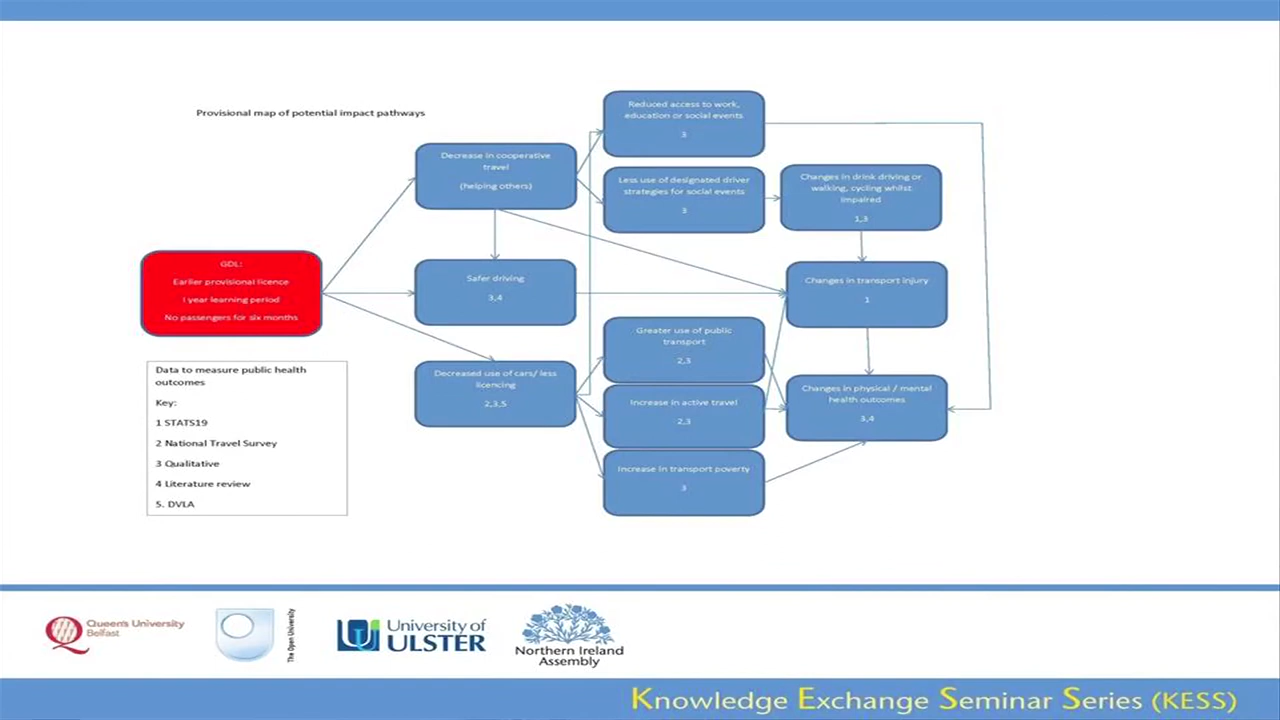 Provisional map of potential impact pathways
GDL:
Earlier provisional licence
I year learning period
No passengers for six months
Decrease in cooperative
travel
(helping others)
Safer driving
3,4
Decreased use of cars/ less
licencing
2,3,5
Reduced access to work,
education or social events
3
Less use of designated driver
strategies for social events
3
Greater use of public
transport
2,3
Increase in active travel
2,3
Increase in transport poverty
3
Changes in drink driving or
walking, cycling whilst
impaired
1,3
Changes in transport injury
1
Changes in physical / mental
health outcomes
3,4
Data to measure public health
outcomes
Key:
1 STATS19
2 National Travel Survey
3 Qualitative
4 Literature review
5. DVLA
Queen's University
Belfast
The Open University
University of
ULSTER
Northern Ireland
Assembly
Knowledge Exchange Seminar Series (KESS)